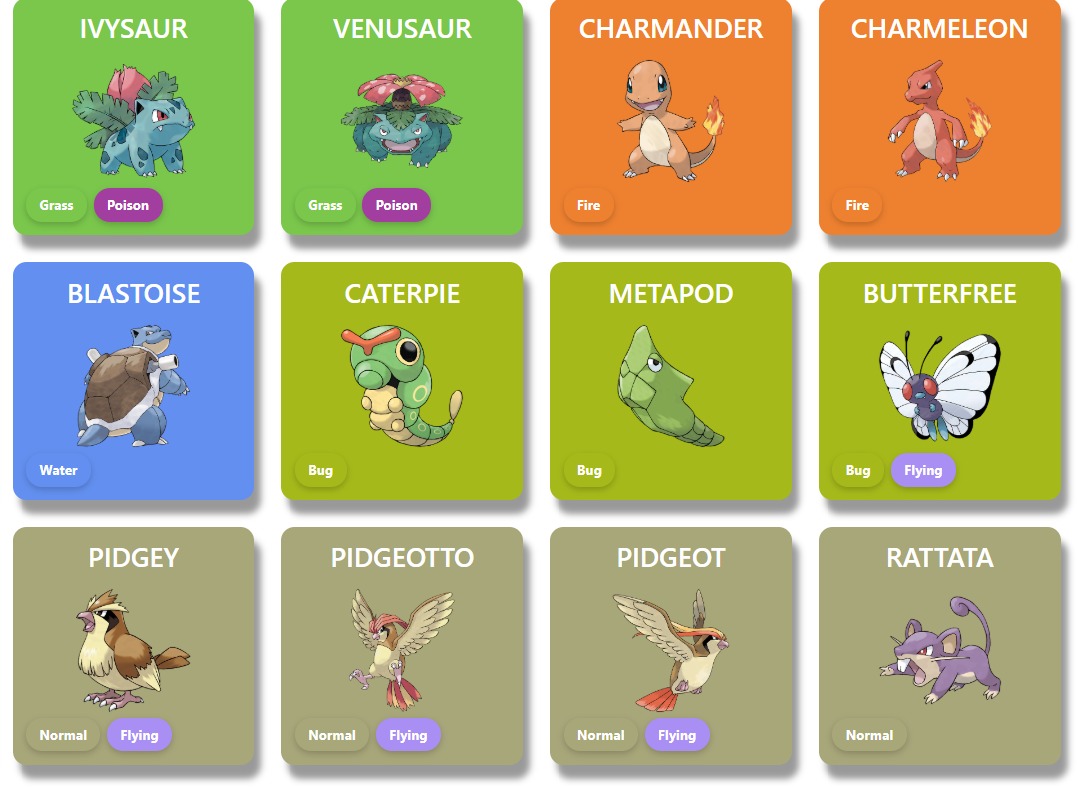 IVYSAUR
Grass Poison
VENUSAUR
Grass Poison
CHARMANDER
Fire
CHARMELEON
Fire
BLASTOISE
Water
CATERPIE
Bug
METAPOD
Bug
BUTTERFREE
Bug Flying
PIDGEY
Normal Flying
PIDGEOTTO
Normal Flying
PIDGEOT
Normal Flying
RATTATA
Normal